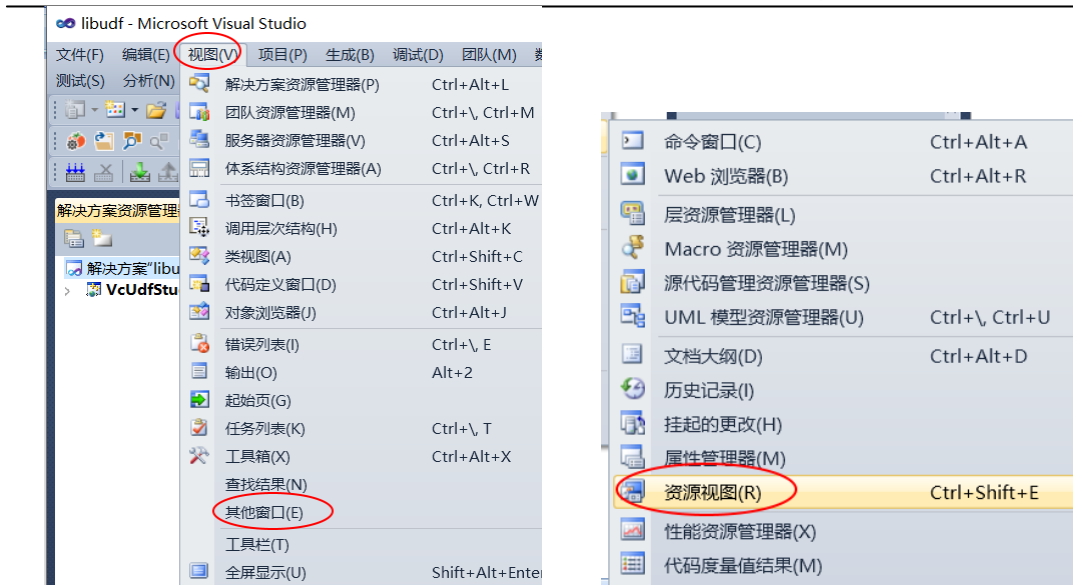 libudf - Microsoft Visual Studio
文件(F) 编辑(E) 视图(V) 项目(P) 生成(B) 调试(D) 团队(M)
测试(S) 分析(N)
解决方案资源管理器(P) Ctrl+Alt+L
团队资源管理器(M) Ctrl+\, Ctrl+M
服务器资源管理器(V) Ctrl+Alt+S
体系结构资源管理器(A) Ctrl+\, Ctrl+R
书签窗口(B) Ctrl+K, Ctrl+W
调用层次结构(H) Ctrl+Alt+K
类视图(A) Ctrl+Shift+C
代码定义窗口(D) Ctrl+Shift+V
对象浏览器(J) Ctrl+Alt+J
错误列表(I) Ctrl+\, E
输出(O) Alt+2
起始页(G)
任务列表(K) Ctrl+\, T
工具箱(X) Ctrl+Alt+X
查找结果(N)
其他窗口(E)
工具栏(T)
全屏显示(U) Shift+Alt+Enter
解决方案资源管理
解决方案"libu
VcUdfStu
命令窗口(C) Ctrl+Alt+A
Web 浏览器(B) Ctrl+Alt+R
层资源管理器(L)
Macro 资源管理器(M)
源代码管理资源管理器(S)
UML 模型资源管理器(U) Ctrl+\, Ctrl+U
文档大纲(D) Ctrl+Alt+D
历史记录(I)
挂起的更改(H)
属性管理器(M)
资源视图(R) Ctrl+Shift+E
性能资源管理器(X)
代码度量值结果(M)